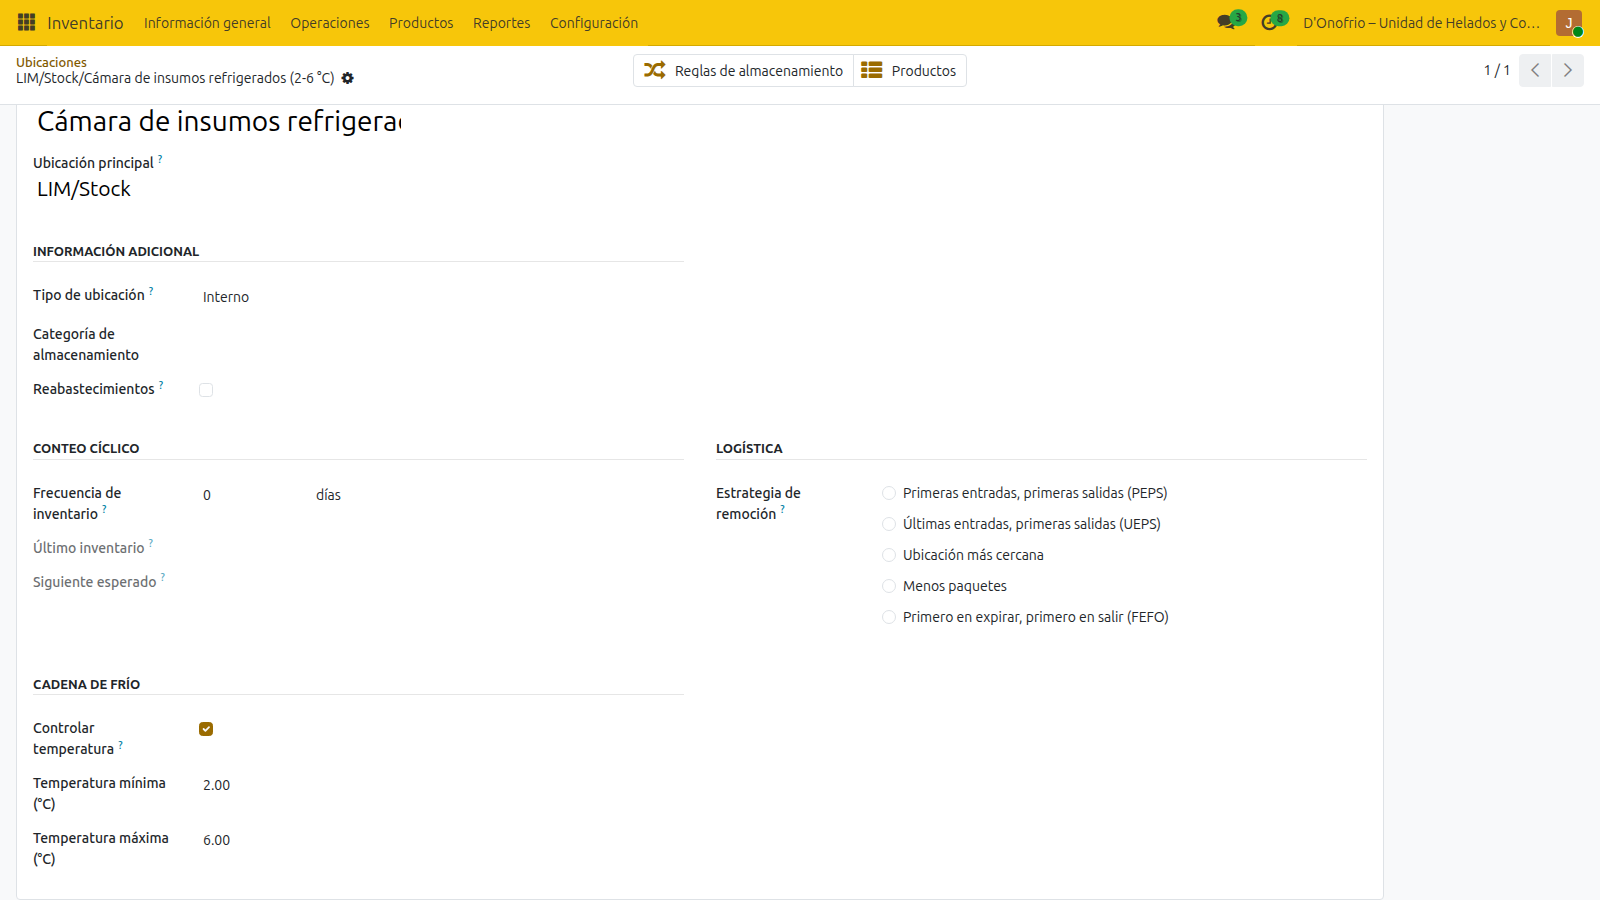 Inventario
Información general
Operaciones
Productos
Reportes
Configuración
3
8
D'Onofrio – Unidad de Helados y Co...
J
Ubicaciones
LIM/Stock/Cámara de insumos refrigerados (2-6 °C)
Reglas de almacenamiento
Productos
1 / 1
Cámara de insumos refrigera
Ubicación principal ?
LIM/Stock
INFORMACIÓN ADICIONAL
Tipo de ubicación ?
Interno
Categoría de
almacenamiento
Reabastecimientos ?
CONTEO CÍCLICO
Frecuencia de
inventario ?
0
días
Último inventario ?
Siguiente esperado ?
LOGÍSTICA
Estrategia de
remoción ?
Primeras entradas, primeras salidas (PEPS)
Últimas entradas, primeras salidas (UEPS)
Ubicación más cercana
Menos paquetes
Primero en expirar, primero en salir (FEFO)
CADENA DE FRÍO
Controlar
temperatura ?
Temperatura mínima
(°C)
2.00
Temperatura máxima
(°C)
6.00